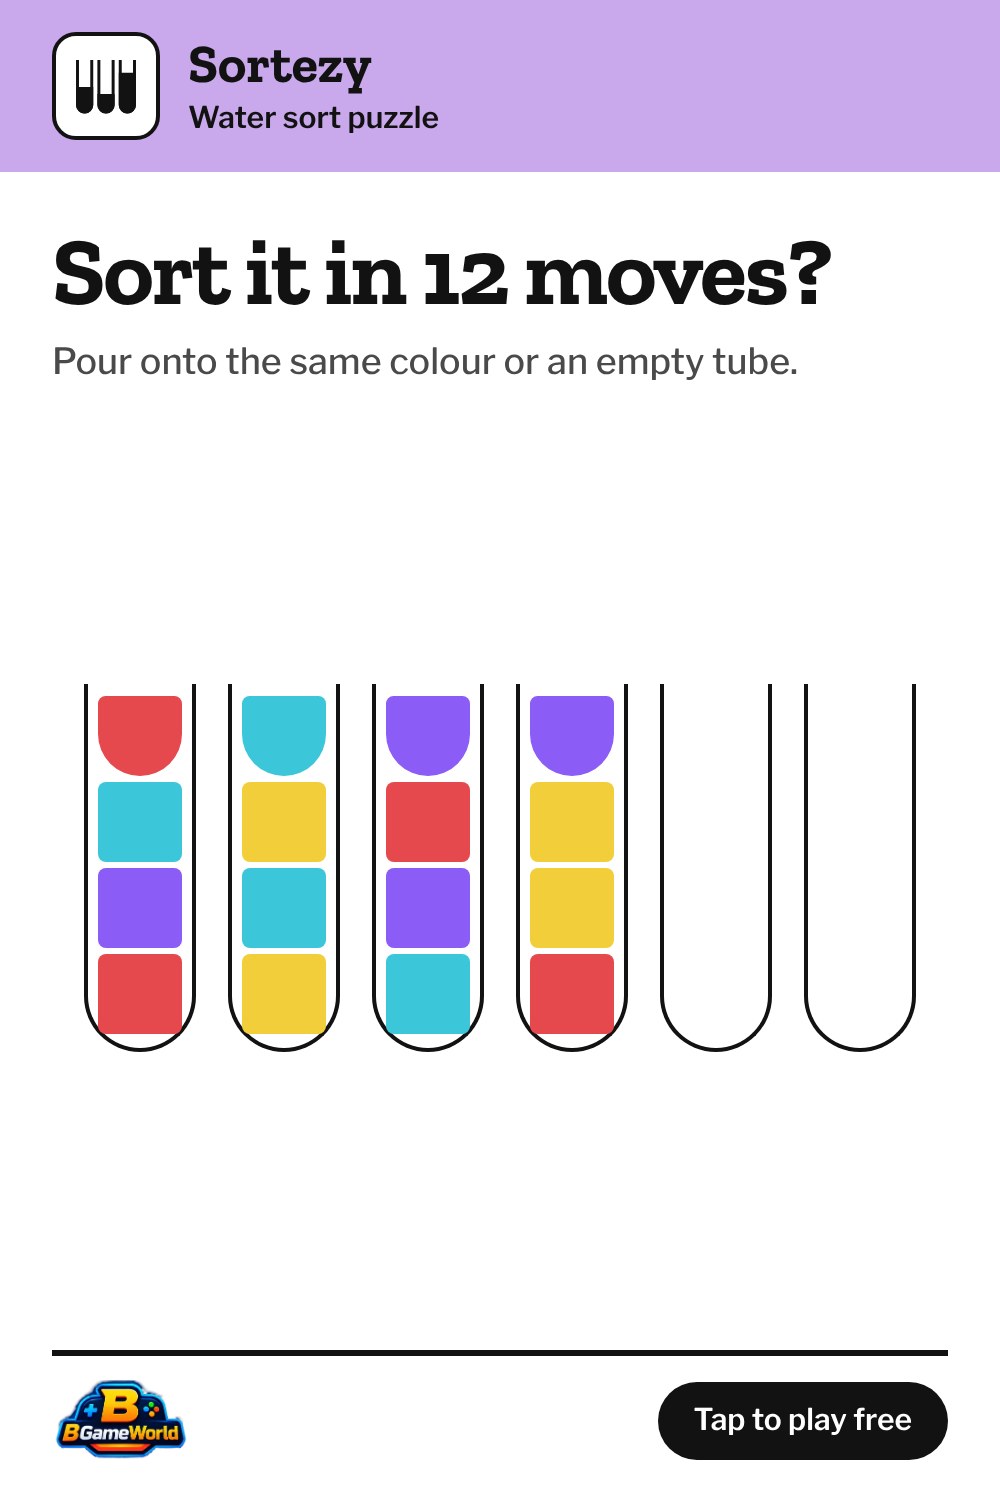 Sortezy
Water sort puzzle
Sort it in 12 moves?
Pour onto the same colour or an empty tube.
B
BGameWorld
Tap to play free